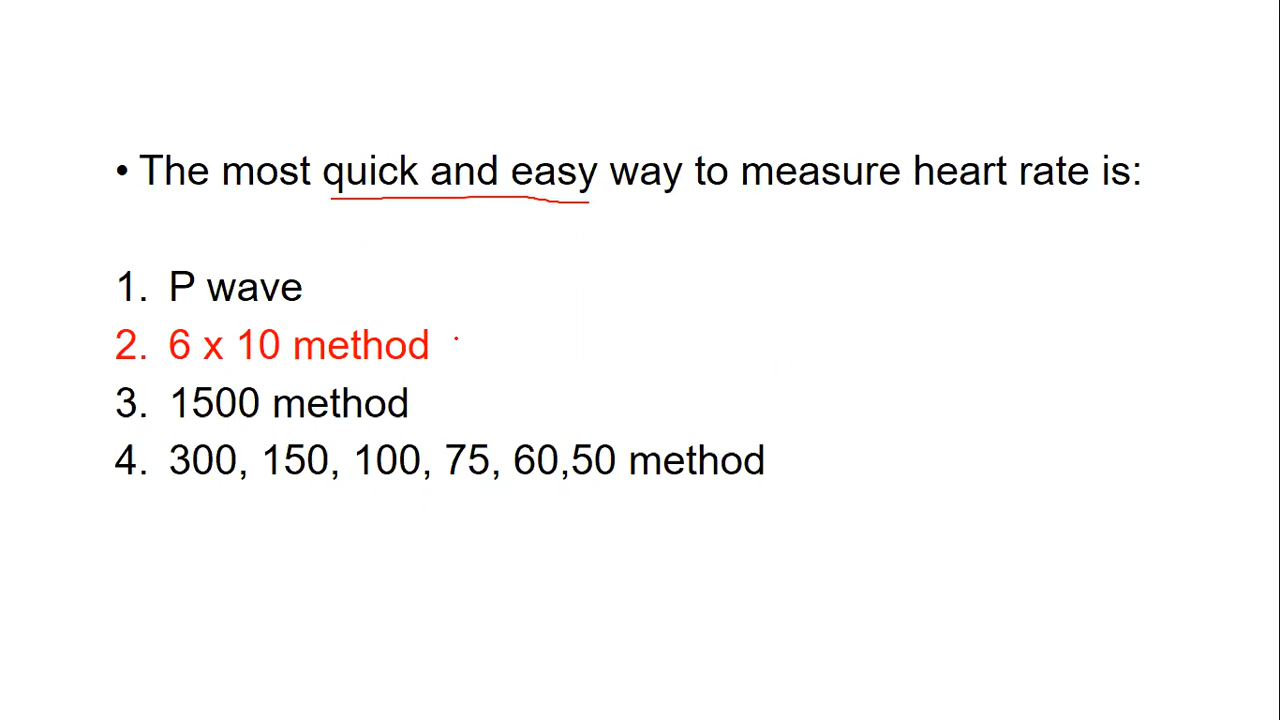 • The most quick and easy way to measure heart rate is:
1. P wave
2. 6 x 10 method
3. 1500 method
4. 300, 150, 100, 75, 60,50 method